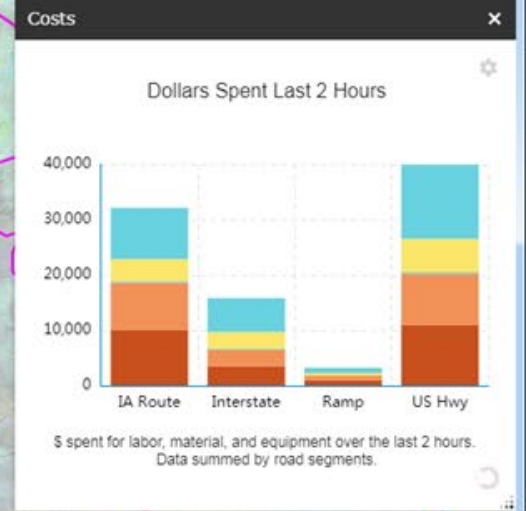 Costs
Dollars Spent Last 2 Hours
40,000
30,000
20,000
10,000
0
IA Route Interstate Ramp US Hwy
$ spent for labor, material, and equipment over the last 2 hours.
Data summed by road segments.